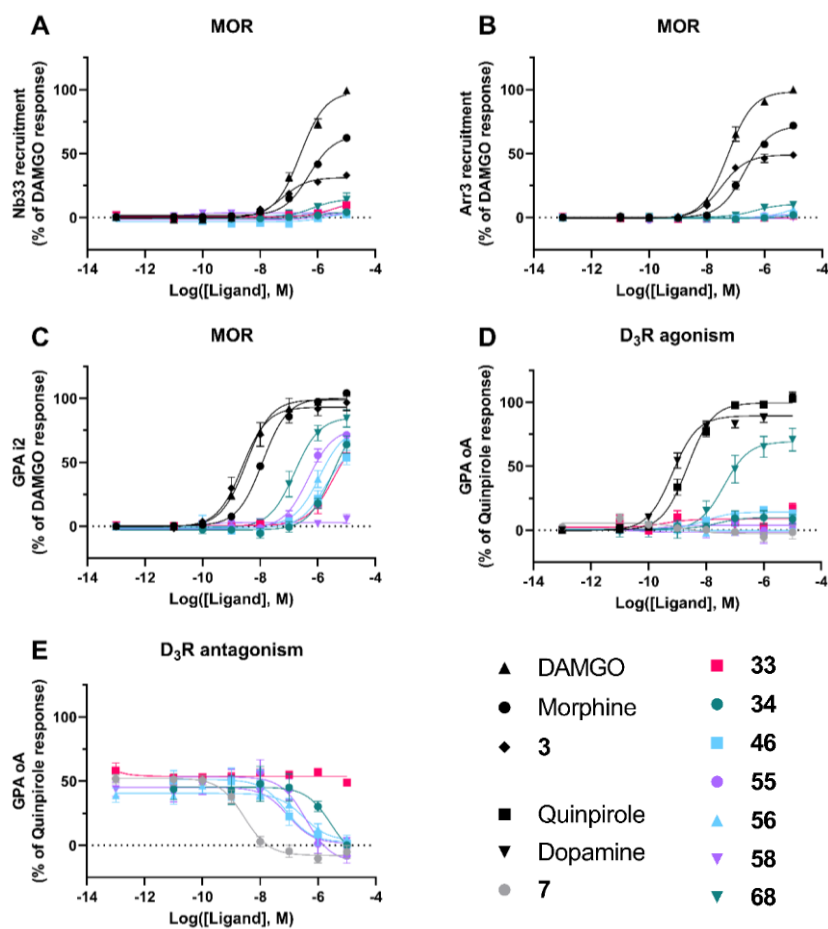 A
MOR
Nb33 recruitment
(% of DAMGO response)
100
50
0
-14
-12
-10
-8
-6
-4
Log([Ligand], M)
B
MOR
Arr3 recruitment
(% of DAMGO response)
100
50
0
-14
-12
-10
-8
-6
-4
Log([Ligand], M)
C
MOR
GPA i2
(% of DAMGO response)
100
50
0
-14
-12
-10
-8
-6
-4
Log([Ligand], M)
D
D₃R agonism
GPA oA
(% of Quinpirole response)
100
50
0
-14
-12
-10
-8
-6
-4
Log([Ligand], M)
E
D₃R antagonism
GPA oA
(% of Quinpirole response)
100
50
0
-14
-12
-10
-8
-6
-4
Log([Ligand], M)
DAMGO
Morphine
3
Quinpirole
Dopamine
7
33
34
46
55
56
58
68